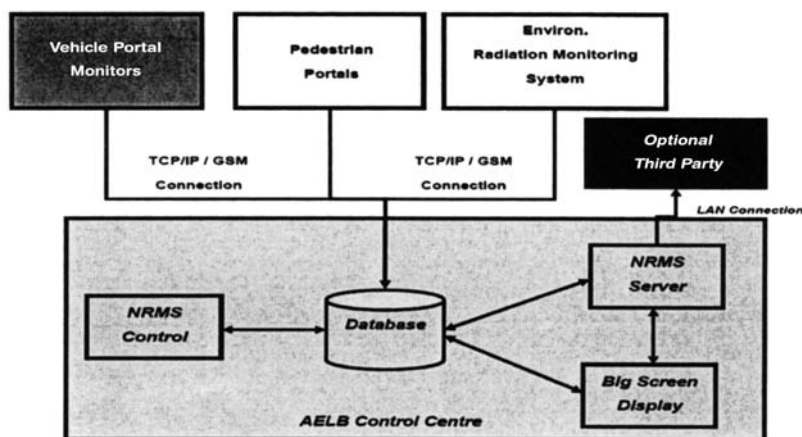 Vehicle Portal
Monitors
Pedestrian
Portals
Environ.
Radiation Monitoring
System
Optional
Third Party
TCP/IP / GSM
Connection
TCP/IP / GSM
Connection
LAN Connection
NRMS
Control
Database
NRMS
Server
Big Screen
Display
AELB Control Centre